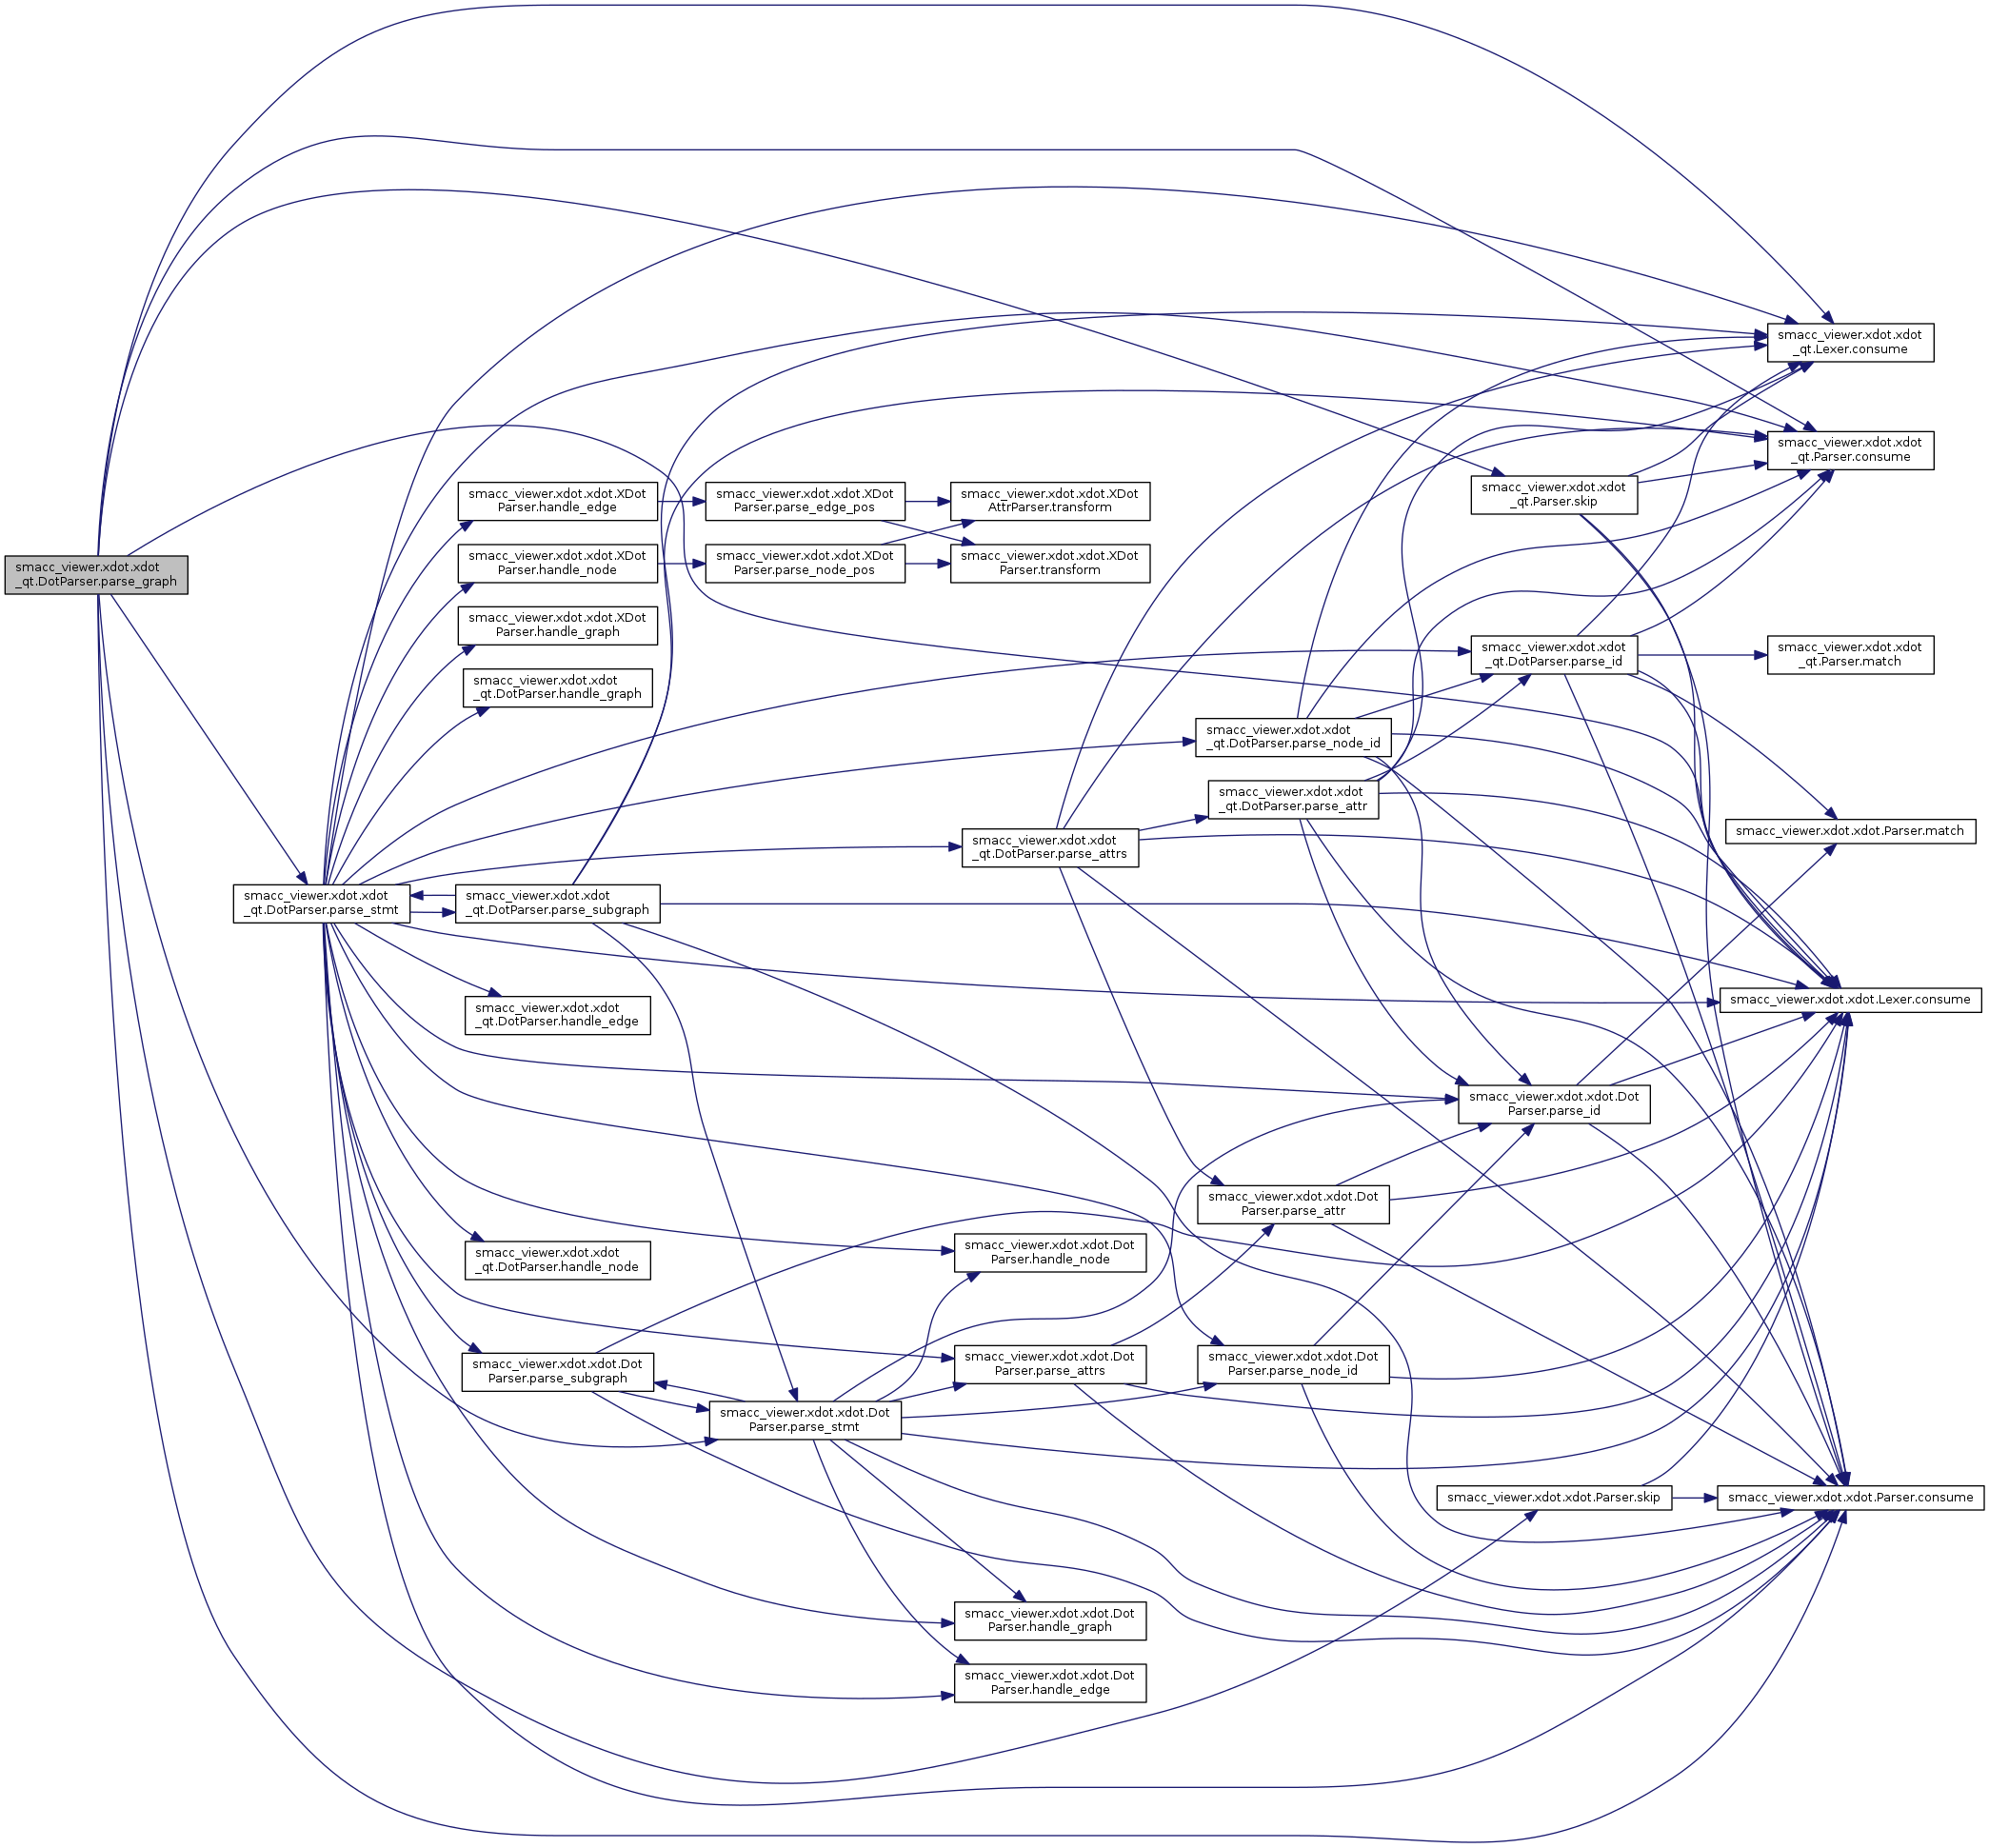 smacc_viewer.xdot.xdot
_qt.DotParser.parse_graph
smacc_viewer.xdot.xdot
_qt.DotParser.parse_stmt
smacc_viewer.xdot.xdot.XDot
Parser.handle_edge
smacc_viewer.xdot.xdot.XDot
Parser.handle_node
smacc_viewer.xdot.xdot.XDot
Parser.handle_graph
smacc_viewer.xdot.xdot
_qt.DotParser.handle_graph
smacc_viewer.xdot.xdot
_qt.DotParser.parse_subgraph
smacc_viewer.xdot.xdot
_qt.DotParser.handle_edge
smacc_viewer.xdot.xdot
_qt.DotParser.handle_node
smacc_viewer.xdot.xdot.Dot
Parser.parse_subgraph
smacc_viewer.xdot.xdot.XDot
Parser.parse_edge_pos
smacc_viewer.xdot.xdot.XDot
Parser.parse_node_pos
smacc_viewer.xdot.xdot.Dot
Parser.parse_stmt
smacc_viewer.xdot.xdot.XDot
AttrParser.transform
smacc_viewer.xdot.xdot.XDot
Parser.transform
smacc_viewer.xdot.xdot
_qt.DotParser.parse_attrs
smacc_viewer.xdot.xdot.Dot
Parser.handle_node
smacc_viewer.xdot.xdot.Dot
Parser.parse_attrs
smacc_viewer.xdot.xdot.Dot
Parser.handle_graph
smacc_viewer.xdot.xdot.Dot
Parser.handle_edge
smacc_viewer.xdot.xdot
_qt.DotParser.parse_node_id
smacc_viewer.xdot.xdot
_qt.DotParser.parse_attr
smacc_viewer.xdot.xdot.Dot
Parser.parse_attr
smacc_viewer.xdot.xdot.Dot
Parser.parse_node_id
smacc_viewer.xdot.xdot
_qt.Parser.skip
smacc_viewer.xdot.xdot
_qt.DotParser.parse_id
smacc_viewer.xdot.xdot.Dot
Parser.parse_id
smacc_viewer.xdot.xdot.Parser.skip
smacc_viewer.xdot.xdot
_qt.Lexer.consume
smacc_viewer.xdot.xdot
_qt.Parser.consume
smacc_viewer.xdot.xdot
_qt.Parser.match
smacc_viewer.xdot.xdot.Parser.match
smacc_viewer.xdot.xdot.Lexer.consume
smacc_viewer.xdot.xdot.Parser.consume